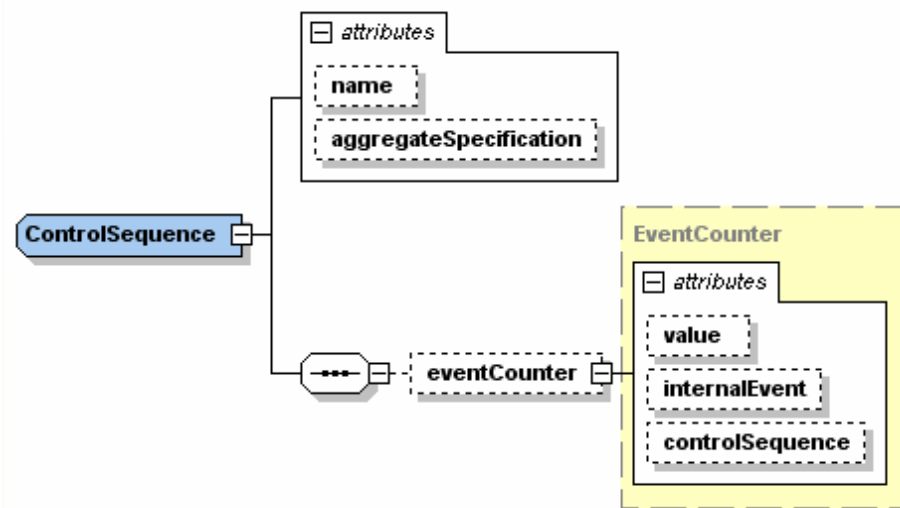 attributes
name
aggregateSpecification
ControlSequence
EventCounter
attributes
value
eventCounter
internalEvent
controlSequence